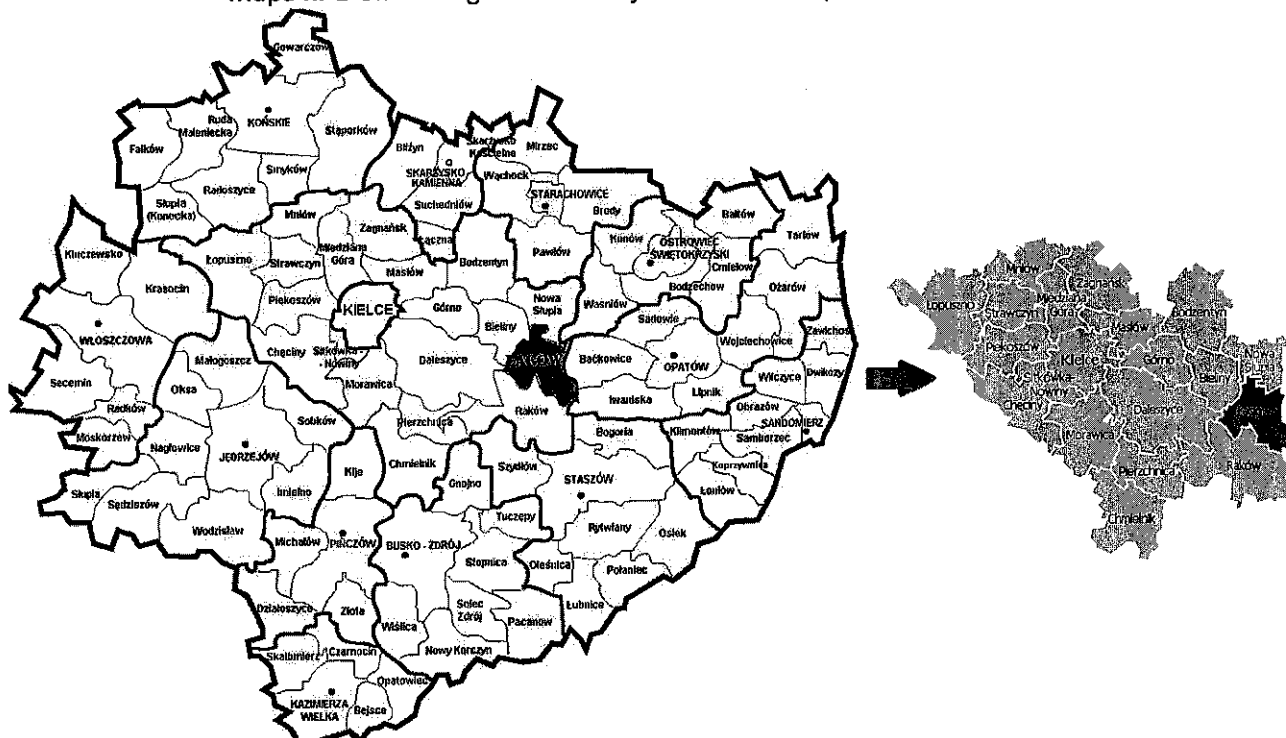 Gowarczów
KOŃSKIE
Ruda
Maleniecka
Stąporków
Fałków
Radoszyce
Smyków
Słupia
(Konecka)
Bliżyn
Skarżysko
Kościelne
Mirzec
SKARŻYSKO
KAMIENNA
Wąchock
STARACHOWICE
Suchedniów
Brody
Mniów
Zagnańsk
Łączna
Bałtów
Tarłów
Kluczewsko
Łopuszno
Miedziana
Góra
Strawczyn
Masłów
Bodzentyn
Pawłów
Kunów
OSTROWIEC
ŚWIĘTOKRZYSKI
Ćmielów
Bodzechów
Ożarów
Krasocin
Piekoszów
KIELCE
Górno
Nowa
Słupia
Bieliny
Waśniów
Sadowie
Zawichost
WŁOSZCZOWA
Małogoszcz
Chęciny
Sitkówka
- Nowiny
Daleszyce
Baćkowice
OPATÓW
Wojciechowice
Wilczyce
Dwikozy
Secemin
Oksa
Morawica
Iwaniska
Lipnik
Radków
Moskorzew
Sobków
Pierzchnica
Raków
Bogoria
Klimontów
Obrazów
SANDOMIERZ
Samborzec
Nagłowice
JĘDRZEJÓW
Kije
Chmielnik
Szydłów
Koprzywnica
Łoniów
Słupia
Sędziszów
Imielno
Gnojno
STASZÓW
Wodzisław
Tuczępy
Rytwiany
Osiek
Michałów
PIŃCZÓW
BUSKO - ZDRÓJ
Stopnica
Oleśnica
Połaniec
Działoszyce
Złota
Wiślica
Solec
Zdrój
Pacanów
Łubnice
Skalbmierz
Czarnocin
Nowy Korczyn
Opatowiec
KAZIMIERZA
WIELKA
Bejsce
Mniów
Zagnańsk
Łopuszno
Strawczyn
Miedziana
Góra
Masłów
Bodzentyn
Piekoszów
Kielce
Górno
Nowa
Słupia
Bieliny
Sitkówka-
Nowiny
Chęciny
Daleszyce
Morawica
Pierzchnica
Raków
Chmielnik